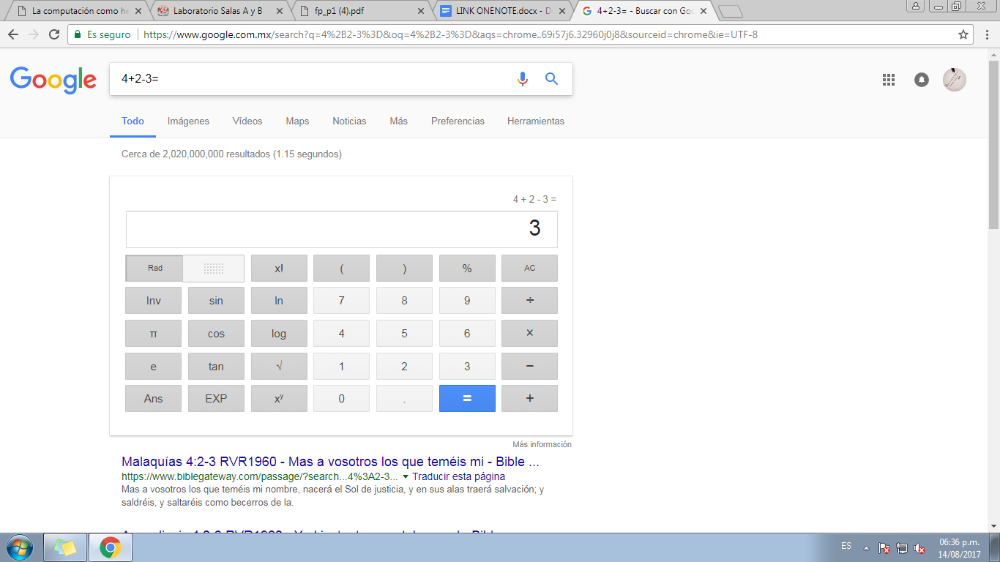 La computación como he
Laboratorio Salas A y B
fp_p1 (4).pdf
LINK ONENOTE.docx - D
4+2-3= - Buscar con Goo
Es seguro
https://www.google.com.mx/search?q=4%2B2-3%3D&oq=4%2B2-3%3D&aqs=chrome..69i57j6.32960j0j8&sourceid=chrome&ie=UTF-8
Google
4+2-3=
Todo Imágenes Vídeos Maps Noticias Más Preferencias Herramientas
Cerca de 2,020,000,000 resultados (1.15 segundos)
4 + 2 - 3 =
3
Rad x! ( ) % AC
Inv sin ln 7 8 9 ÷
π cos log 4 5 6 ×
e tan √ 1 2 3 −
Ans EXP xʸ 0 . = +
Más información
Malaquías 4:2-3 RVR1960 - Mas a vosotros los que teméis mi - Bible ...
https://www.biblegateway.com/passage/?search...4%3A2-3... Traducir esta página
Mas a vosotros los que teméis mi nombre, nacerá el Sol de justicia, y en sus alas traerá salvación; y
saldréis, y saltaréis como becerros de la.
ES
06:36 p.m.
14/08/2017